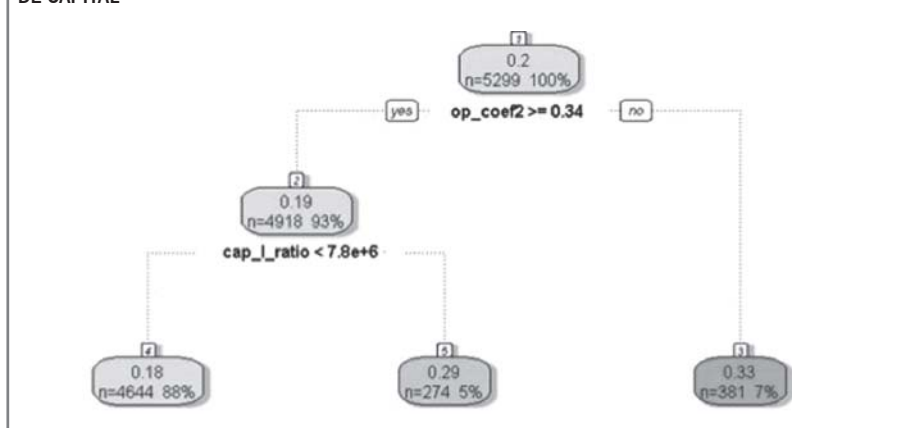 DE CAPITAL
1
0.2
n=5299 100%
yes op_coef2 >= 0.34 no
2
0.19
n=4918 93%
cap_l_ratio < 7.8e+6
4 5 3
0.18 0.29 0.33
n=4644 88% n=274 5% n=381 7%